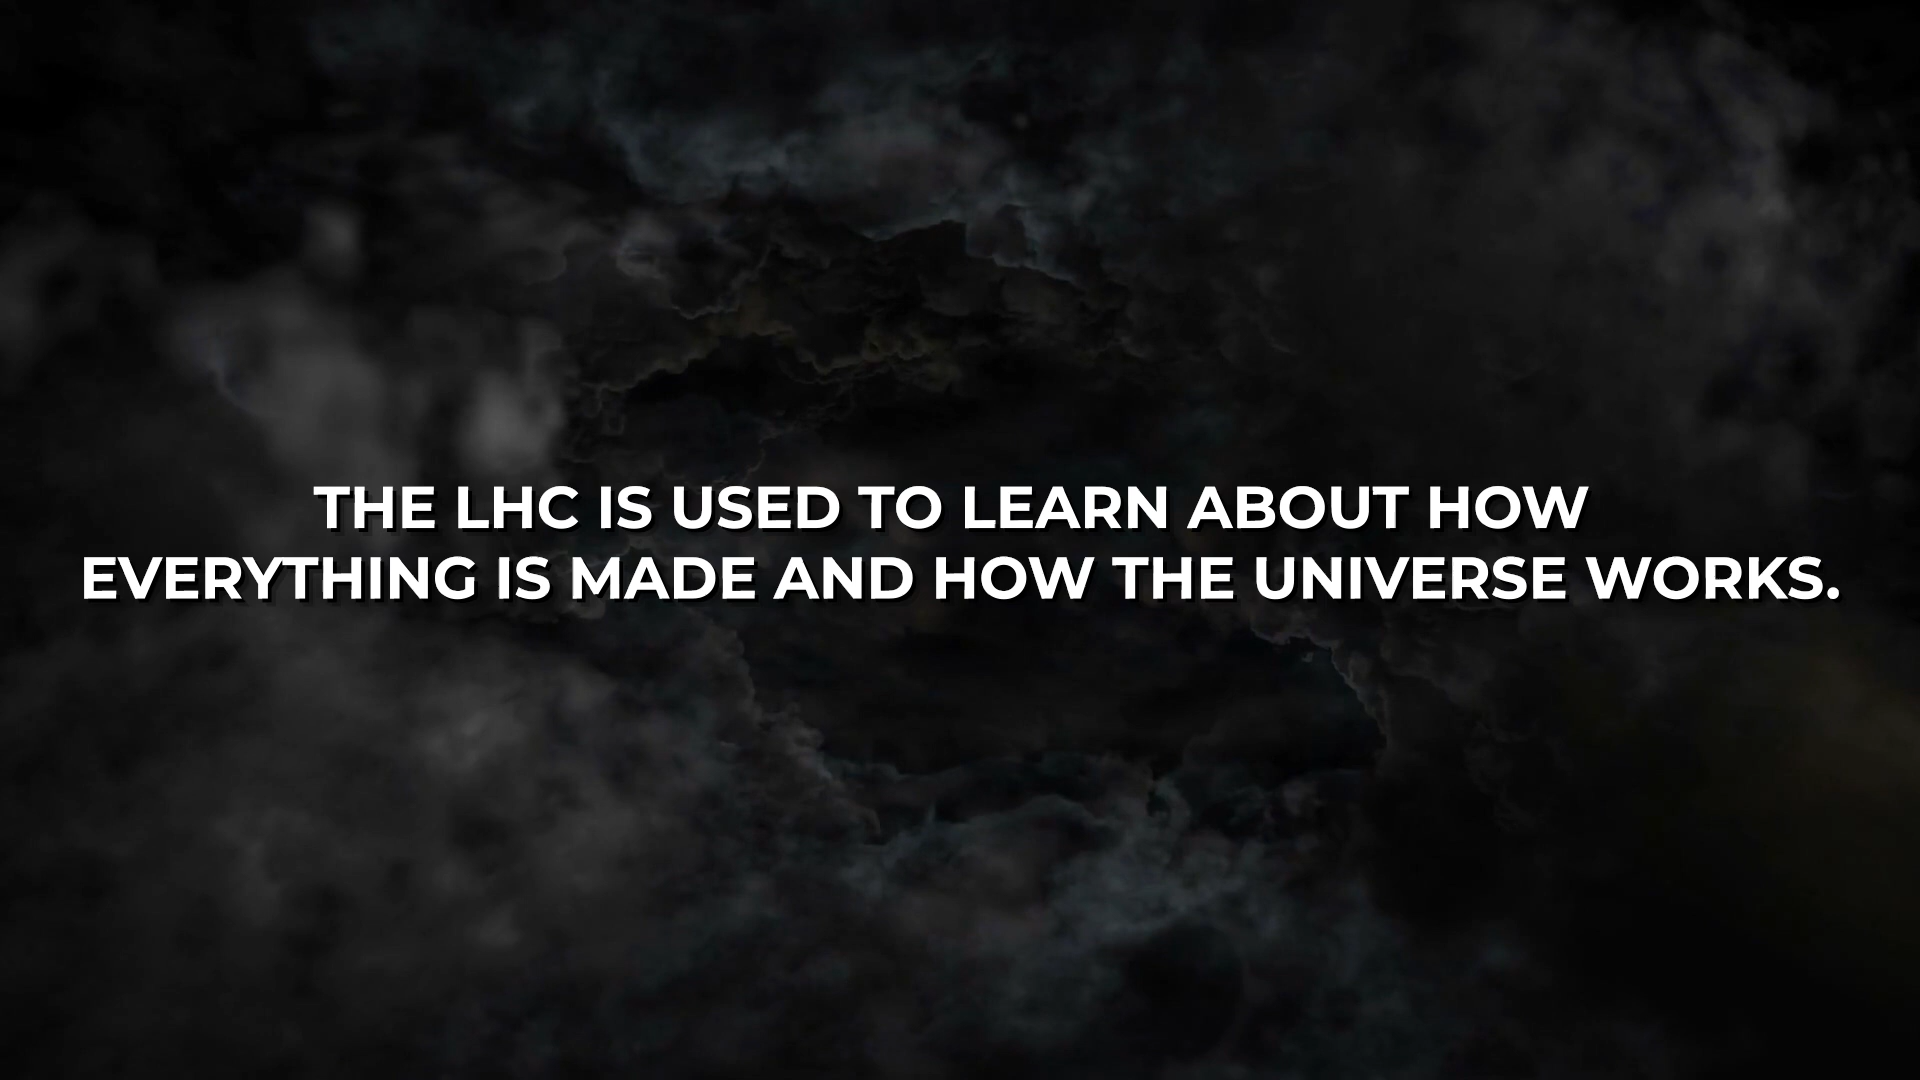 THE LHC IS USED TO LEARN ABOUT HOW
EVERYTHING IS MADE AND HOW THE UNIVERSE WORKS.